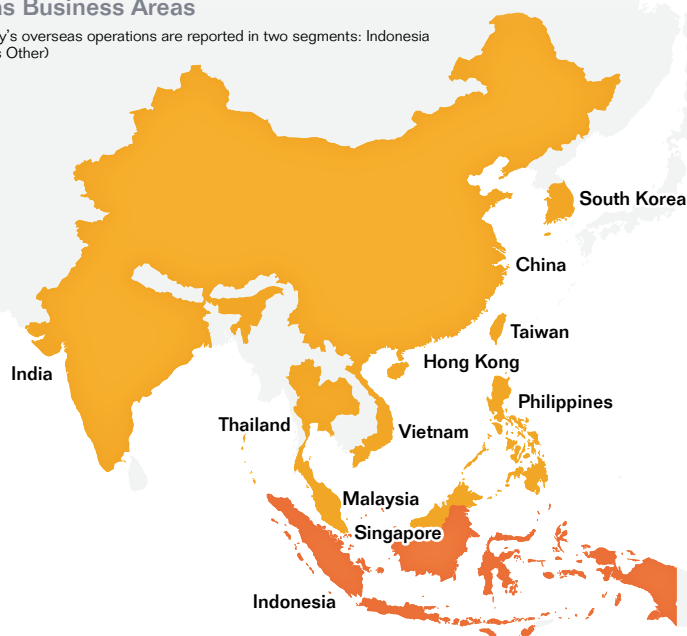 s Business Areas
y's overseas operations are reported in two segments: Indonesia
Other)
South Korea
China
Taiwan
Hong Kong
India
Philippines
Thailand
Vietnam
Malaysia
Singapore
Indonesia